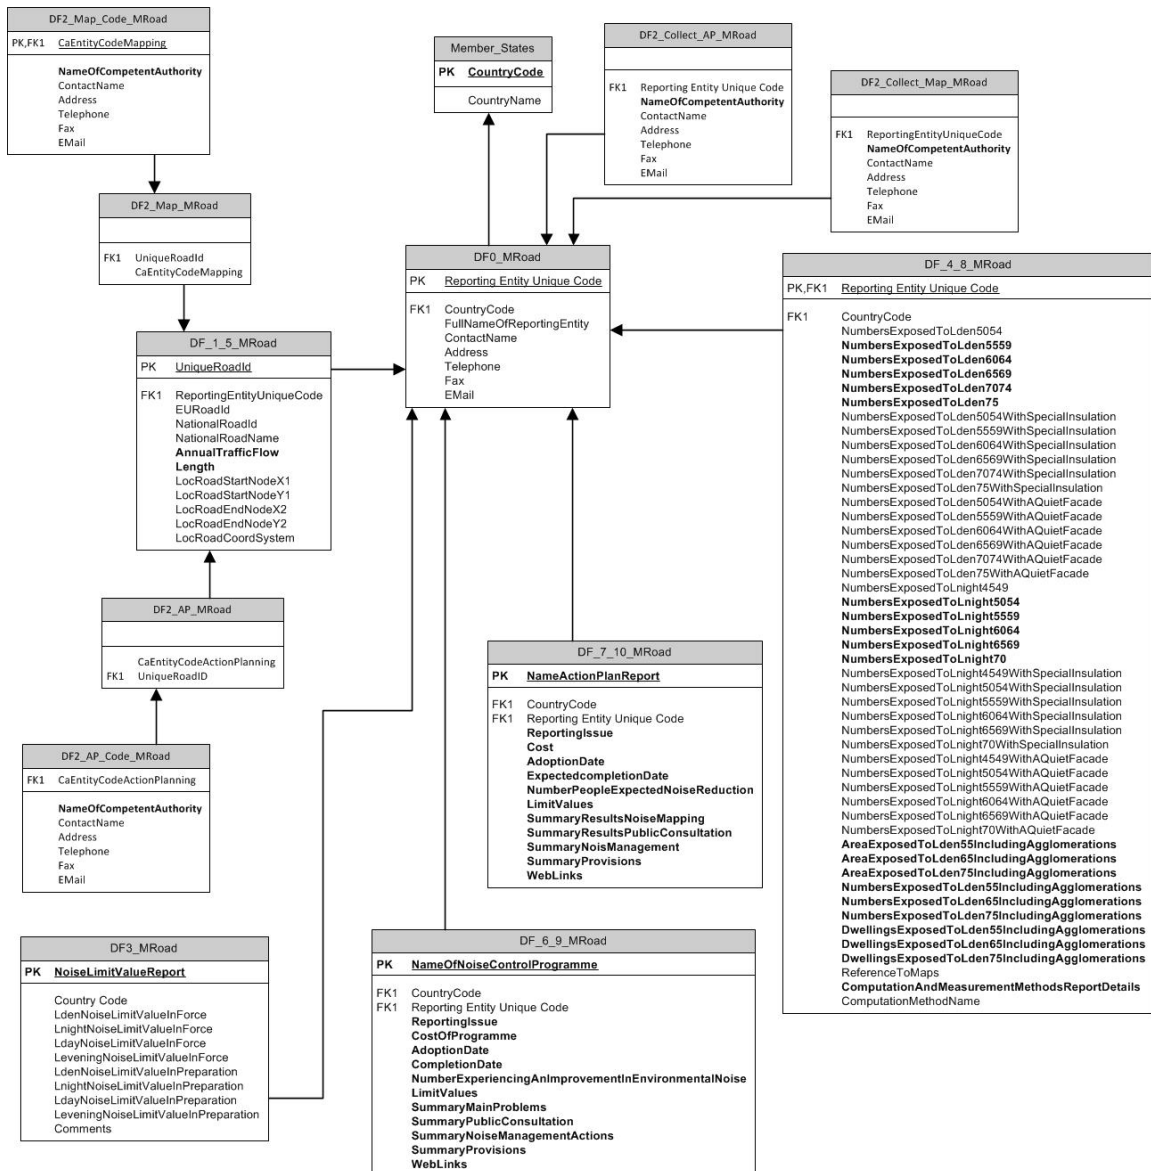 DF2_Map_Code_MRoad
PK,FK1 CaEntityCodeMapping
NameOfCompetentAuthority
ContactName
Address
Telephone
Fax
EMail
Member_States
PK CountryCode
CountryName
DF2_Collect_AP_MRoad
FK1 Reporting Entity Unique Code
NameOfCompetentAuthority
ContactName
Address
Telephone
Fax
EMail
DF2_Collect_Map_MRoad
FK1 ReportingEntityUniqueCode
NameOfCompetentAuthority
ContactName
Address
Telephone
Fax
EMail
DF2_Map_MRoad
FK1 UniqueRoadId
CaEntityCodeMapping
DF0_MRoad
PK Reporting Entity Unique Code
FK1 CountryCode
FullNameOfReportingEntity
ContactName
Address
Telephone
Fax
EMail
DF_4_8_MRoad
PK,FK1 Reporting Entity Unique Code
FK1 CountryCode
NumbersExposedToLden5054
NumbersExposedToLden5559
NumbersExposedToLden6064
NumbersExposedToLden6569
NumbersExposedToLden7074
NumbersExposedToLden75
NumbersExposedToLden5054WithSpecialInsulation
NumbersExposedToLden5559WithSpecialInsulation
NumbersExposedToLden6064WithSpecialInsulation
NumbersExposedToLden6569WithSpecialInsulation
NumbersExposedToLden7074WithSpecialInsulation
NumbersExposedToLden75WithSpecialInsulation
NumbersExposedToLden5054WithAQuietFacade
NumbersExposedToLden5559WithAQuietFacade
NumbersExposedToLden6064WithAQuietFacade
NumbersExposedToLden6569WithAQuietFacade
NumbersExposedToLden7074WithAQuietFacade
NumbersExposedToLden75WithAQuietFacade
NumbersExposedToLnight4549
NumbersExposedToLnight5054
NumbersExposedToLnight5559
NumbersExposedToLnight6064
NumbersExposedToLnight6569
NumbersExposedToLnight70
NumbersExposedToLnight4549WithSpecialInsulation
NumbersExposedToLnight5054WithSpecialInsulation
NumbersExposedToLnight5559WithSpecialInsulation
NumbersExposedToLnight6064WithSpecialInsulation
NumbersExposedToLnight6569WithSpecialInsulation
NumbersExposedToLnight70WithSpecialInsulation
NumbersExposedToLnight4549WithAQuietFacade
NumbersExposedToLnight5054WithAQuietFacade
NumbersExposedToLnight5559WithAQuietFacade
NumbersExposedToLnight6064WithAQuietFacade
NumbersExposedToLnight6569WithAQuietFacade
NumbersExposedToLnight70WithAQuietFacade
AreaExposedToLden55IncludingAgglomerations
AreaExposedToLden65IncludingAgglomerations
AreaExposedToLden75IncludingAgglomerations
NumbersExposedToLden55IncludingAgglomerations
NumbersExposedToLden65IncludingAgglomerations
NumbersExposedToLden75IncludingAgglomerations
DwellingsExposedToLden55IncludingAgglomerations
DwellingsExposedToLden65IncludingAgglomerations
DwellingsExposedToLden75IncludingAgglomerations
ReferenceToMaps
ComputationAndMeasurementMethodsReportDetails
ComputationMethodName
DF_1_5_MRoad
PK UniqueRoadId
FK1 ReportingEntityUniqueCode
EURoadId
NationalRoadId
NationalRoadName
AnnualTrafficFlow
Length
LocRoadStartNodeX1
LocRoadStartNodeY1
LocRoadEndNodeX2
LocRoadEndNodeY2
LocRoadCoordSystem
DF2_AP_MRoad
CaEntityCodeActionPlanning
FK1 UniqueRoadID
DF_7_10_MRoad
PK NameActionPlanReport
FK1 CountryCode
FK1 Reporting Entity Unique Code
ReportingIssue
Cost
AdoptionDate
ExpectedcompletionDate
NumberPeopleExpectedNoiseReduction
LimitValues
SummaryResultsNoiseMapping
SummaryResultsPublicConsultation
SummaryNoisManagement
SummaryProvisions
WebLinks
DF2_AP_Code_MRoad
FK1 CaEntityCodeActionPlanning
NameOfCompetentAuthority
ContactName
Address
Telephone
Fax
EMail
DF3_MRoad
PK NoiseLimitValueReport
Country Code
LdenNoiseLimitValueInForce
LnightNoiseLimitValueInForce
LdayNoiseLimitValueInForce
LeveningNoiseLimitValueInForce
LdenNoiseLimitValueInPreparation
LnightNoiseLimitValueInPreparation
LdayNoiseLimitValueInPreparation
LeveningNoiseLimitValueInPreparation
Comments
DF_6_9_MRoad
PK NameOfNoiseControlProgramme
FK1 CountryCode
FK1 Reporting Entity Unique Code
ReportingIssue
CostOfProgramme
AdoptionDate
CompletionDate
NumberExperiencingAnImprovementInEnvironmentalNoise
LimitValues
SummaryMainProblems
SummaryPublicConsultation
SummaryNoiseManagementActions
SummaryProvisions
WebLinks